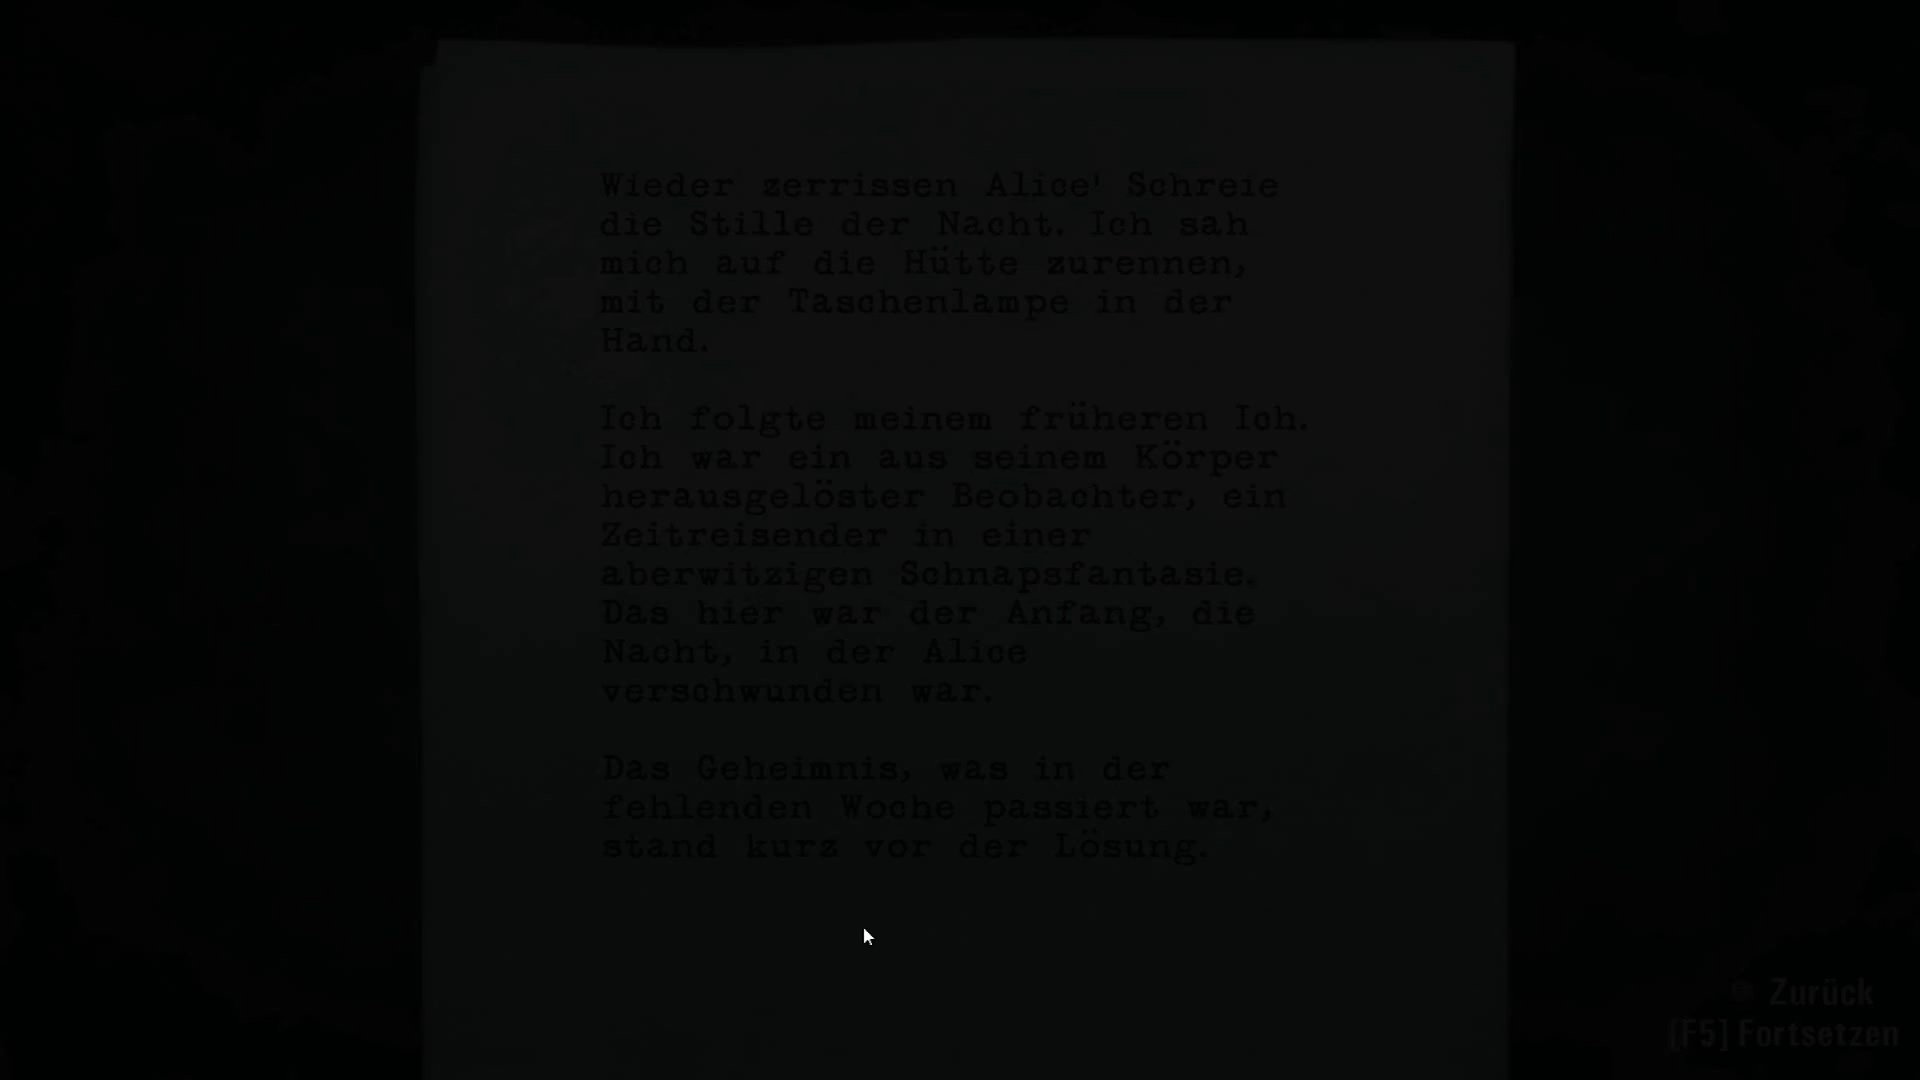 Wieder zerrissen Alice' Schreie
die Stille der Nacht. Ich sah
mich auf die Hütte zurennen,
mit der Taschenlampe in der
Hand.
Ich folgte meinem früheren Ich.
Ich war ein aus seinem Körper
herausgelöster Beobachter, ein
Zeitreisender in einer
aberwitzigen Schnapsfantasie.
Das hier war der Anfang, die
Nacht, in der Alice
verschwunden war.
Das Geheimnis, was in der
fehlenden Woche passiert war,
stand kurz vor der Lösung.
Zurück
[F5] Fortsetzen